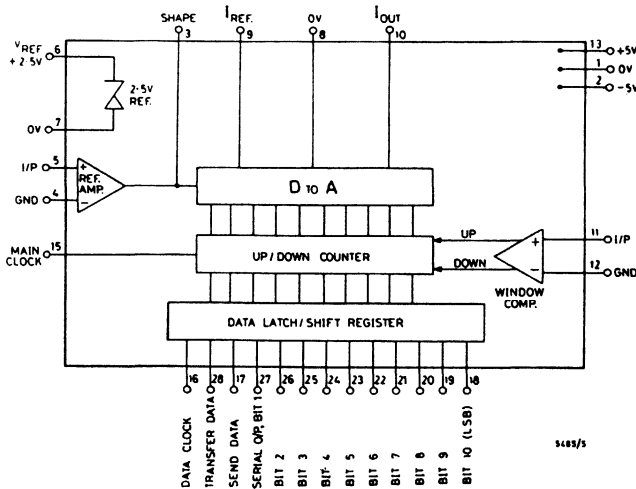 SHAPE IREF. 0V IOUT
3 9 8 10
VREF 6
+2·5V
2·5V
REF.
0V 7
13 +5V
1 0V
2 -5V
I/P 5
+
REF.
AMP.
-
GND 4
D TO A
MAIN
CLOCK 15
UP/DOWN COUNTER
UP
DOWN
11 I/P
+
-
12 GND
WINDOW
COMP.
DATA LATCH/SHIFT REGISTER
16 28 17 27 26 25 24 23 22 21 20 19 18
DATA CLOCK
TRANSFER DATA
SEND DATA
SERIAL O/P, BIT 1
BIT 2
BIT 3
BIT 4
BIT 5
BIT 6
BIT 7
BIT 8
BIT 9
BIT 10 (LSB)
5485/5